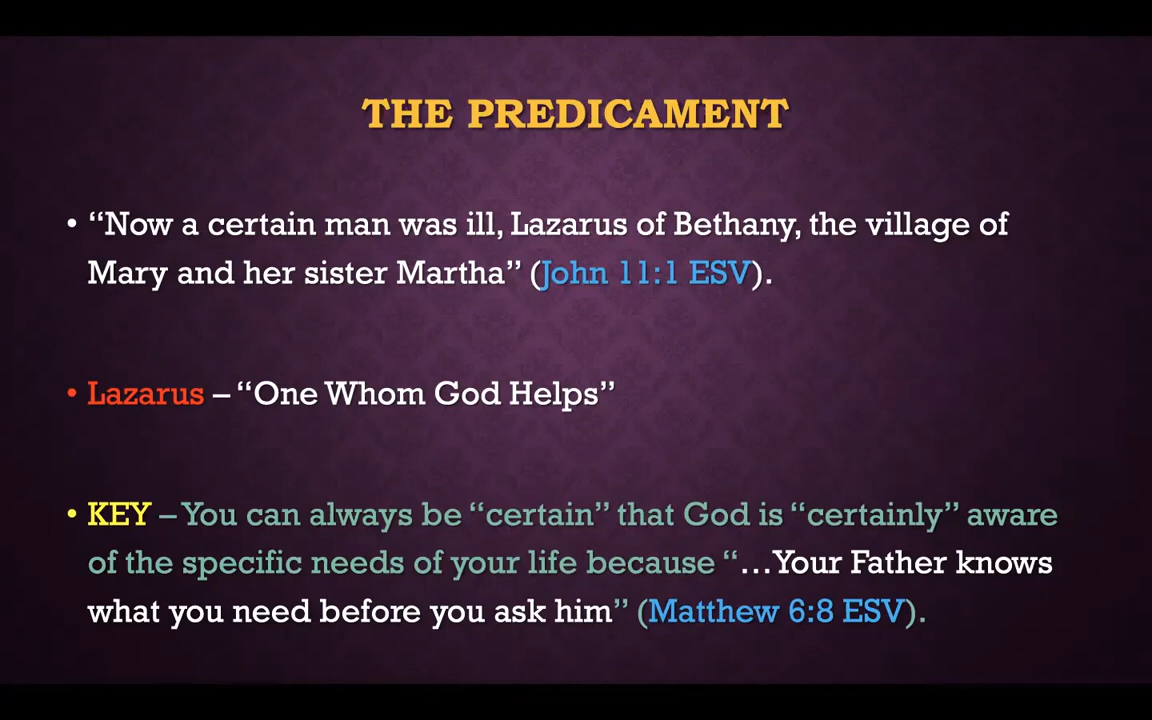 THE PREDICAMENT
• “Now a certain man was ill, Lazarus of Bethany, the village of
Mary and her sister Martha” (John 11:1 ESV).
• Lazarus – “One Whom God Helps”
• KEY – You can always be “certain” that God is “certainly” aware
of the specific needs of your life because “…Your Father knows
what you need before you ask him” (Matthew 6:8 ESV).